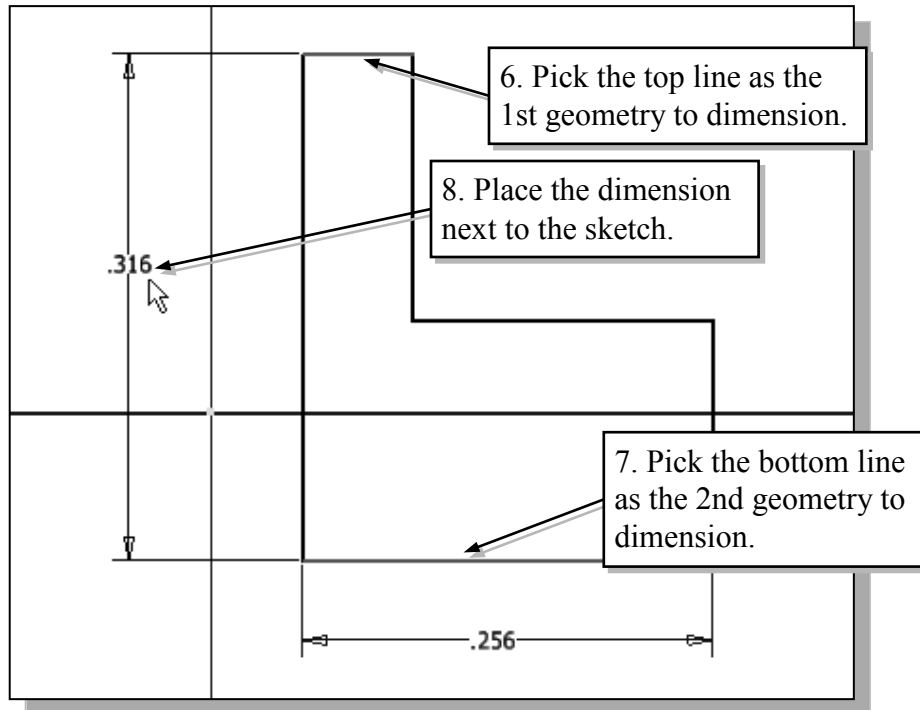 6. Pick the top line as the
1st geometry to dimension.
8. Place the dimension
next to the sketch.
.316
7. Pick the bottom line
as the 2nd geometry to
dimension.
.256